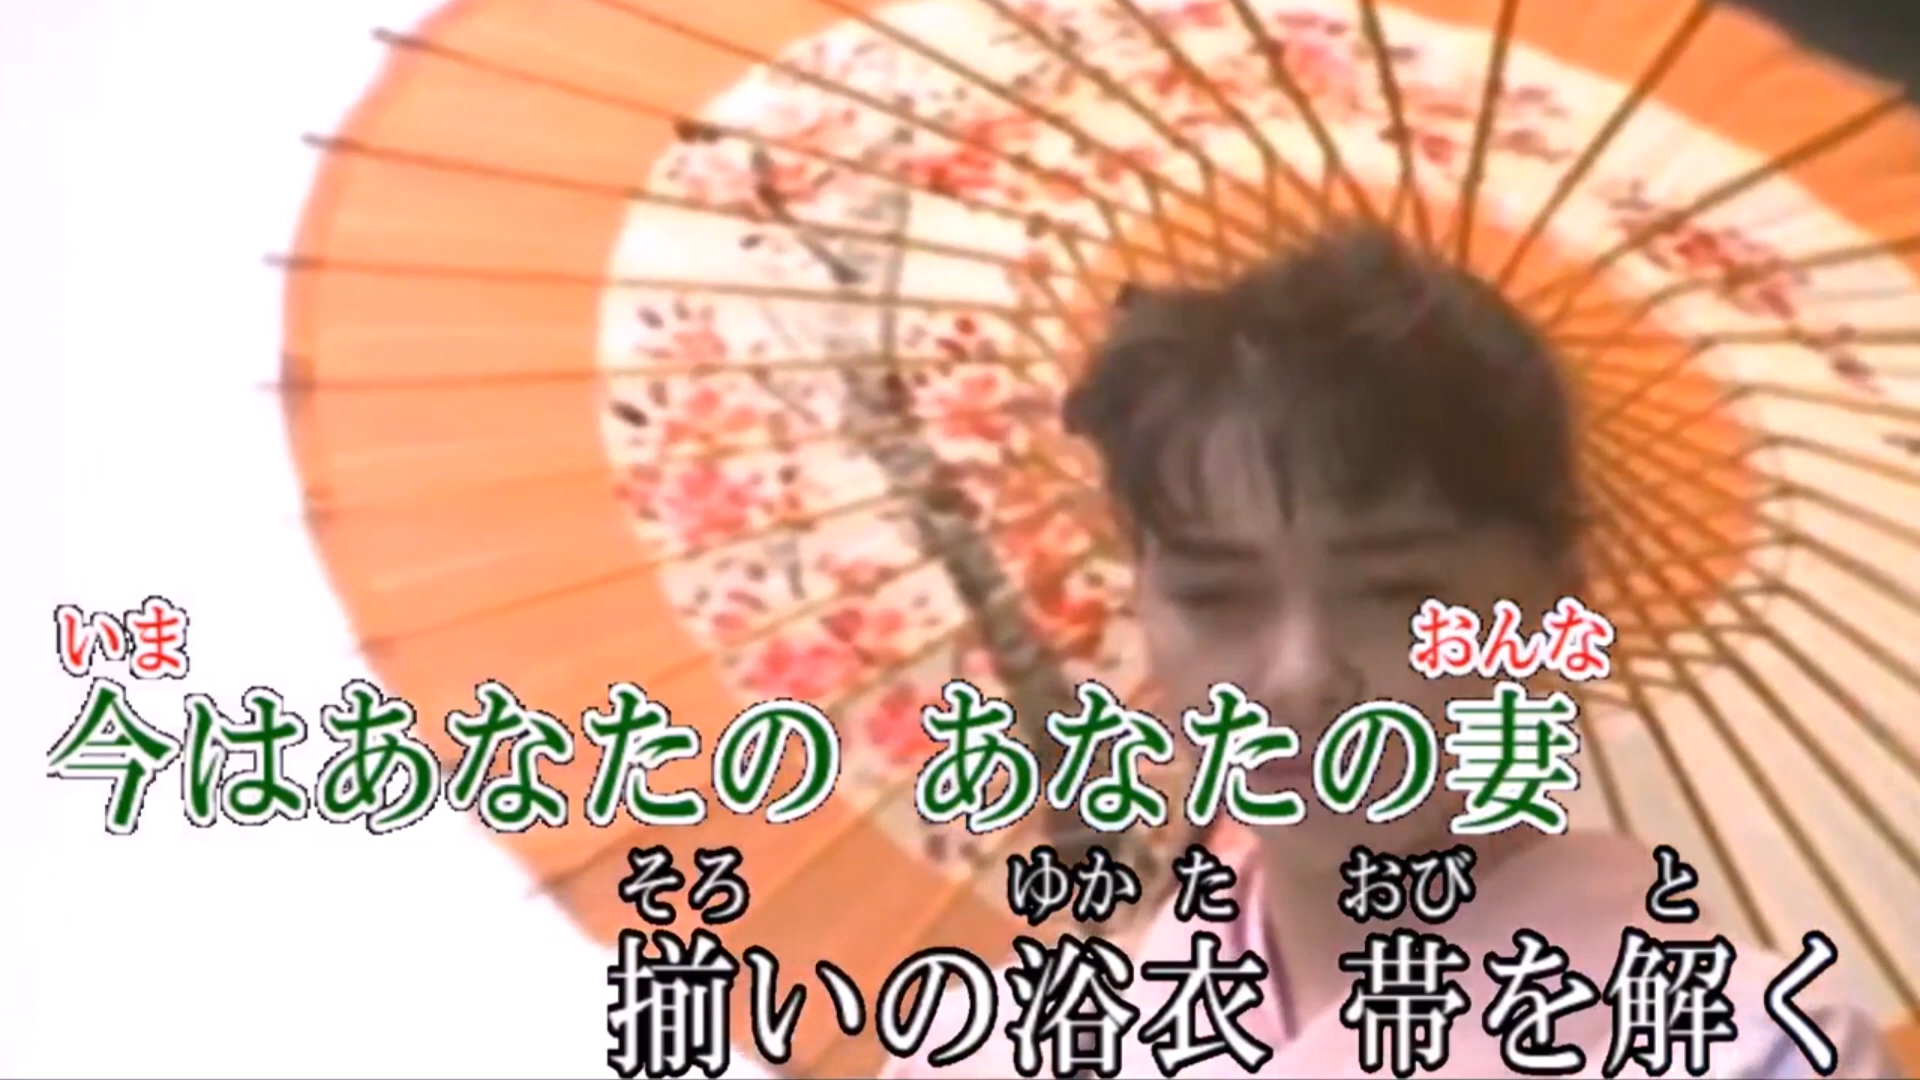 いま おんな
今はあなたの あなたの妻
そろ ゆかた おび と
揃いの浴衣 帯を解く